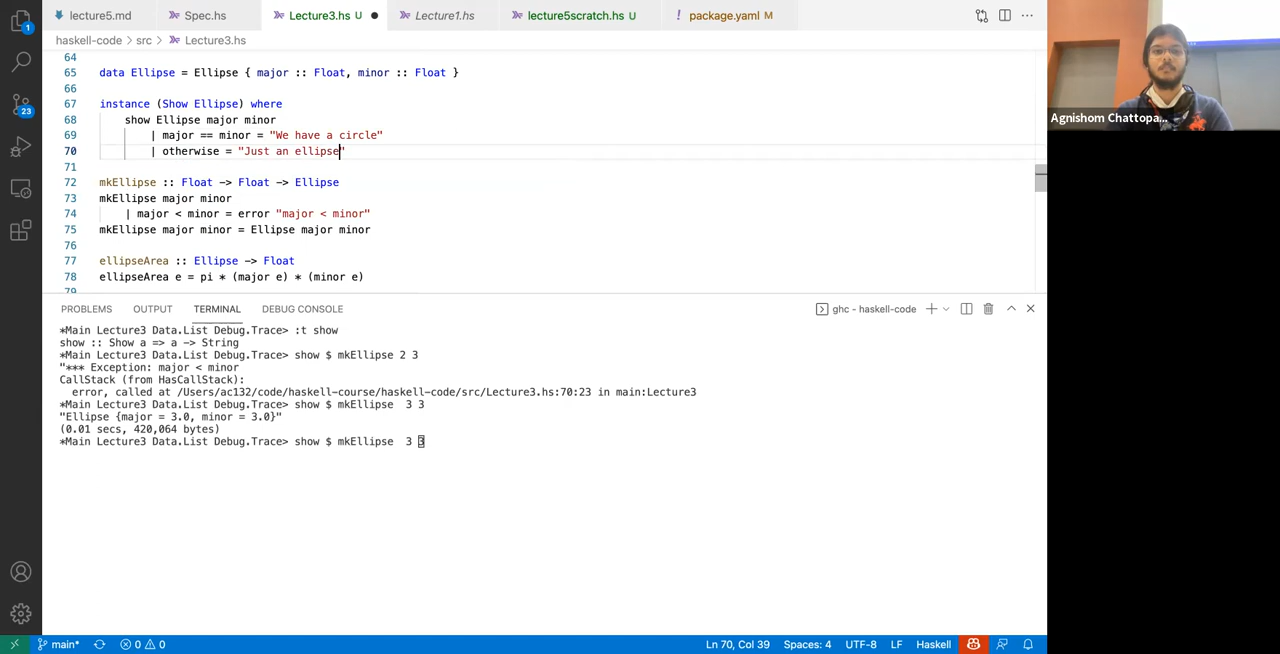 lecture5.md Spec.hs Lecture3.hs U Lecture1.hs lecture5scratch.hs U ! package.yaml M
1
haskell-code > src > Lecture3.hs
64
65 data Ellipse = Ellipse { major :: Float, minor :: Float }
66
67 instance (Show Ellipse) where
68 show Ellipse major minor
69 | major == minor = "We have a circle"
70 | otherwise = "Just an ellipse"
71
72 mkEllipse :: Float -> Float -> Ellipse
73 mkEllipse major minor
74 | major < minor = error "major < minor"
75 mkEllipse major minor = Ellipse major minor
76
77 ellipseArea :: Ellipse -> Float
78 ellipseArea e = pi * (major e) * (minor e)
79
23
Agnishom Chattopa...
PROBLEMS OUTPUT TERMINAL DEBUG CONSOLE ghc - haskell-code
*Main Lecture3 Data.List Debug.Trace> :t show
show :: Show a => a -> String
*Main Lecture3 Data.List Debug.Trace> show $ mkEllipse 2 3
"*** Exception: major < minor
CallStack (from HasCallStack):
error, called at /Users/ac132/code/haskell-course/haskell-code/src/Lecture3.hs:70:23 in main:Lecture3
*Main Lecture3 Data.List Debug.Trace> show $ mkEllipse  3 3
"Ellipse {major = 3.0, minor = 3.0}"
(0.01 secs, 420,064 bytes)
*Main Lecture3 Data.List Debug.Trace> show $ mkEllipse  3 3
main* 0 0 Ln 70, Col 39 Spaces: 4 UTF-8 LF Haskell